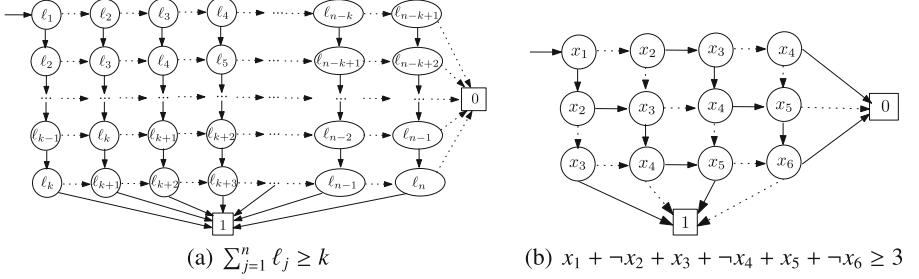 ℓ₁ ℓ₂ ℓ₃ ℓ₄ ... ℓₙ₋ₖ ℓₙ₋ₖ₊₁
ℓ₂ ℓ₃ ℓ₄ ℓ₅ ... ℓₙ₋ₖ₊₁ ℓₙ₋ₖ₊₂
... ... ... ... ... ... 0
ℓₖ₋₁ ℓₖ ℓₖ₊₁ ℓₖ₊₂ ... ℓₙ₋₂ ℓₙ₋₁
ℓₖ ℓₖ₊₁ ℓₖ₊₂ ℓₖ₊₃ ... ℓₙ₋₁ ℓₙ
1
(a) ∑ⁿⱼ₌₁ ℓⱼ ≥ k
x₁ x₂ x₃ x₄
x₂ x₃ x₄ x₅ 0
x₃ x₄ x₅ x₆
1
(b) x₁ + ¬x₂ + x₃ + ¬x₄ + x₅ + ¬x₆ ≥ 3